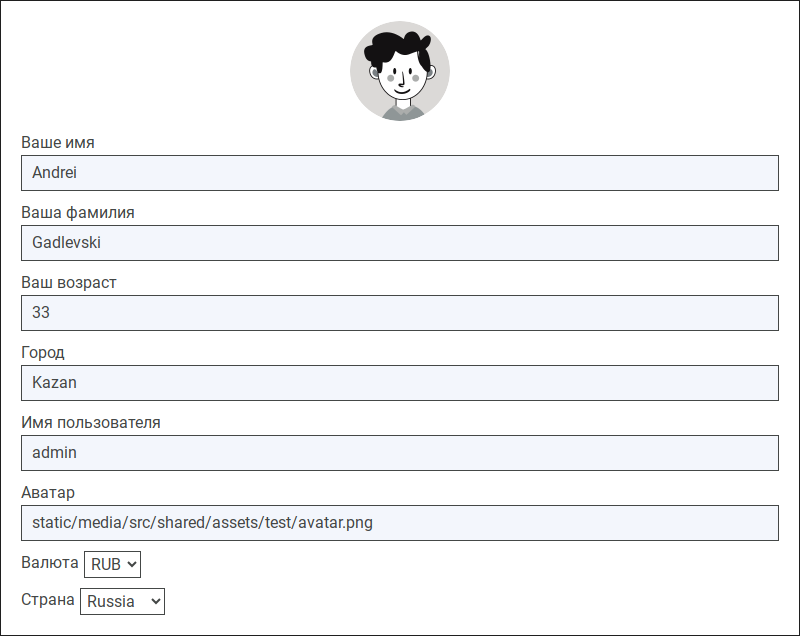 Ваше имя
Andrei
Ваша фамилия
Gadlevski
Ваш возраст
33
Город
Kazan
Имя пользователя
admin
Аватар
static/media/src/shared/assets/test/avatar.png
Валюта RUB
Страна Russia